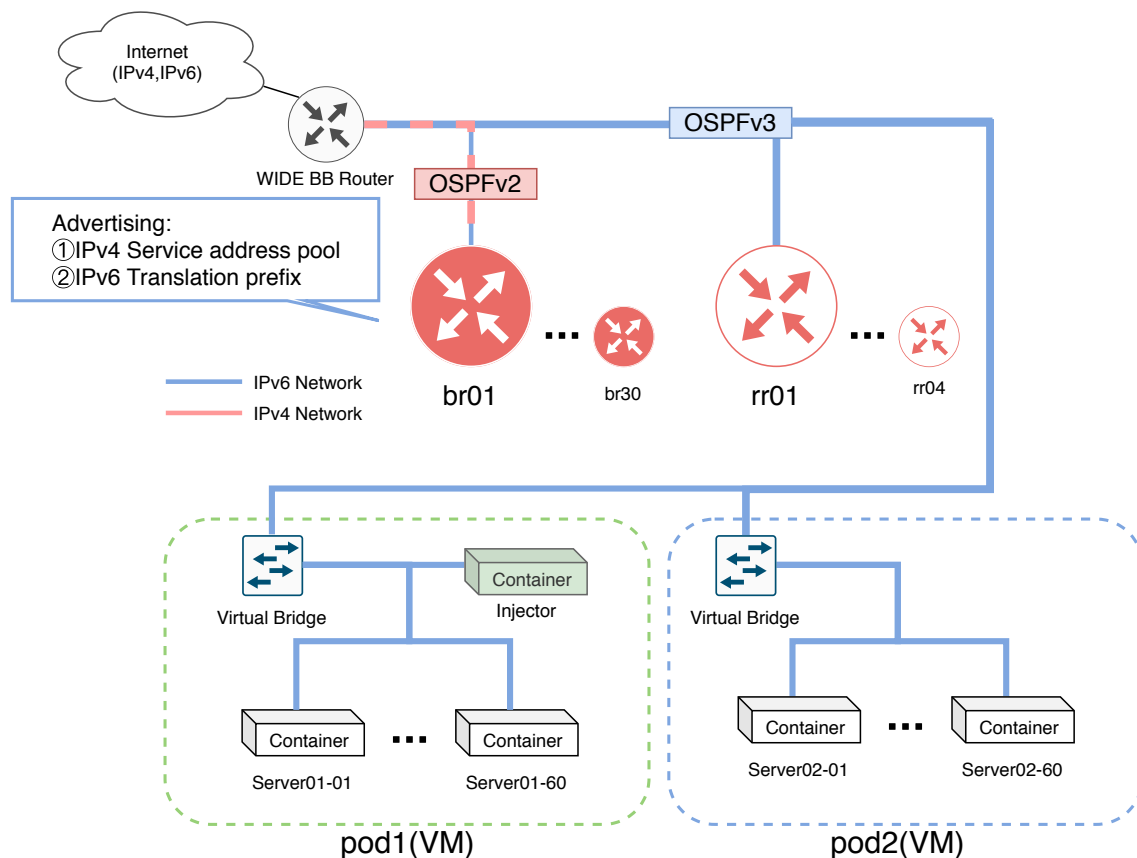 Internet
(IPv4,IPv6)
WIDE BB Router
OSPFv3
OSPFv2
Advertising:
①IPv4 Service address pool
②IPv6 Translation prefix
br01
...
br30
rr01
...
rr04
IPv6 Network
IPv4 Network
Virtual Bridge
Container
Injector
Container
...
Container
Server01-01
Server01-60
pod1(VM)
Virtual Bridge
Container
...
Container
Server02-01
Server02-60
pod2(VM)